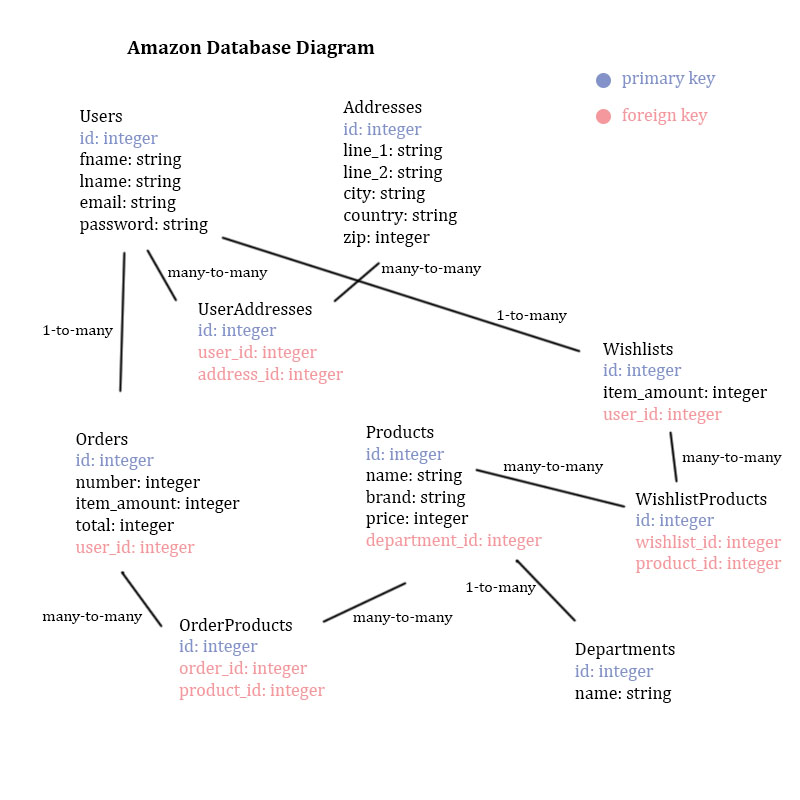 Amazon Database Diagram
primary key
foreign key
Users
id: integer
fname: string
lname: string
email: string
password: string
Addresses
id: integer
line_1: string
line_2: string
city: string
country: string
zip: integer
many-to-many
many-to-many
1-to-many
1-to-many
UserAddresses
id: integer
user_id: integer
address_id: integer
Wishlists
id: integer
item_amount: integer
user_id: integer
Orders
id: integer
number: integer
item_amount: integer
total: integer
user_id: integer
Products
id: integer
name: string
brand: string
price: integer
department_id: integer
many-to-many
many-to-many
WishlistProducts
id: integer
wishlist_id: integer
product_id: integer
many-to-many
many-to-many
1-to-many
OrderProducts
id: integer
order_id: integer
product_id: integer
Departments
id: integer
name: string